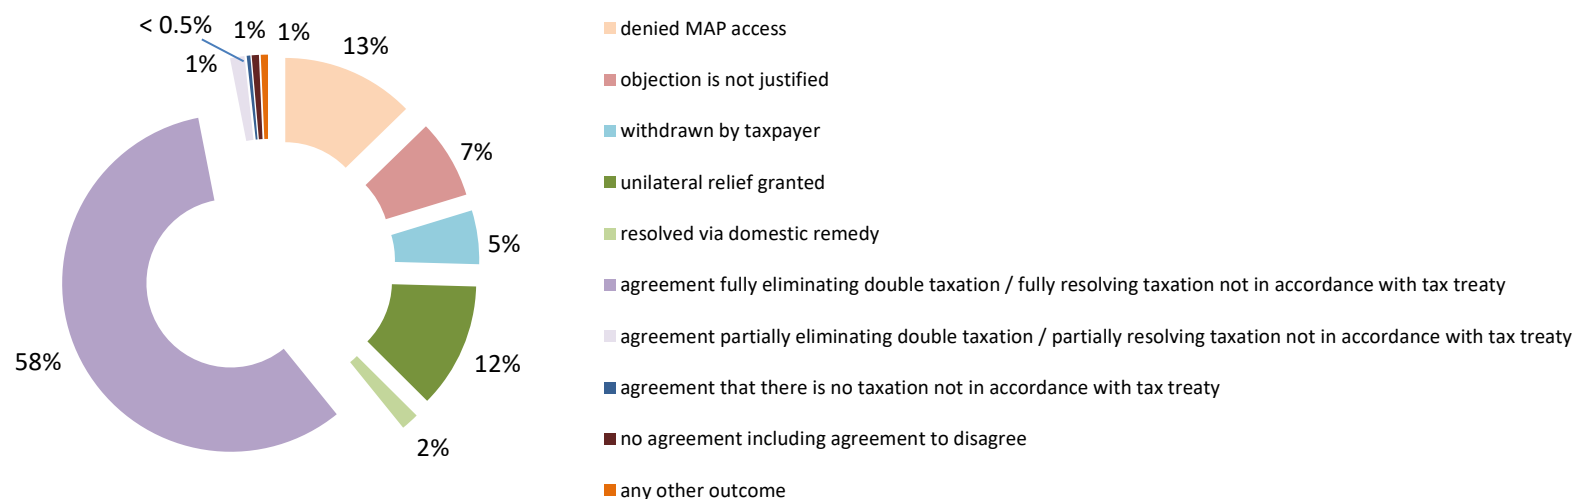 < 0.5%
1%
1%
13%
1%
7%
5%
12%
2%
58%
denied MAP access
objection is not justified
withdrawn by taxpayer
unilateral relief granted
resolved via domestic remedy
agreement fully eliminating double taxation / fully resolving taxation not in accordance with tax treaty
agreement partially eliminating double taxation / partially resolving taxation not in accordance with tax treaty
agreement that there is no taxation not in accordance with tax treaty
no agreement including agreement to disagree
any other outcome